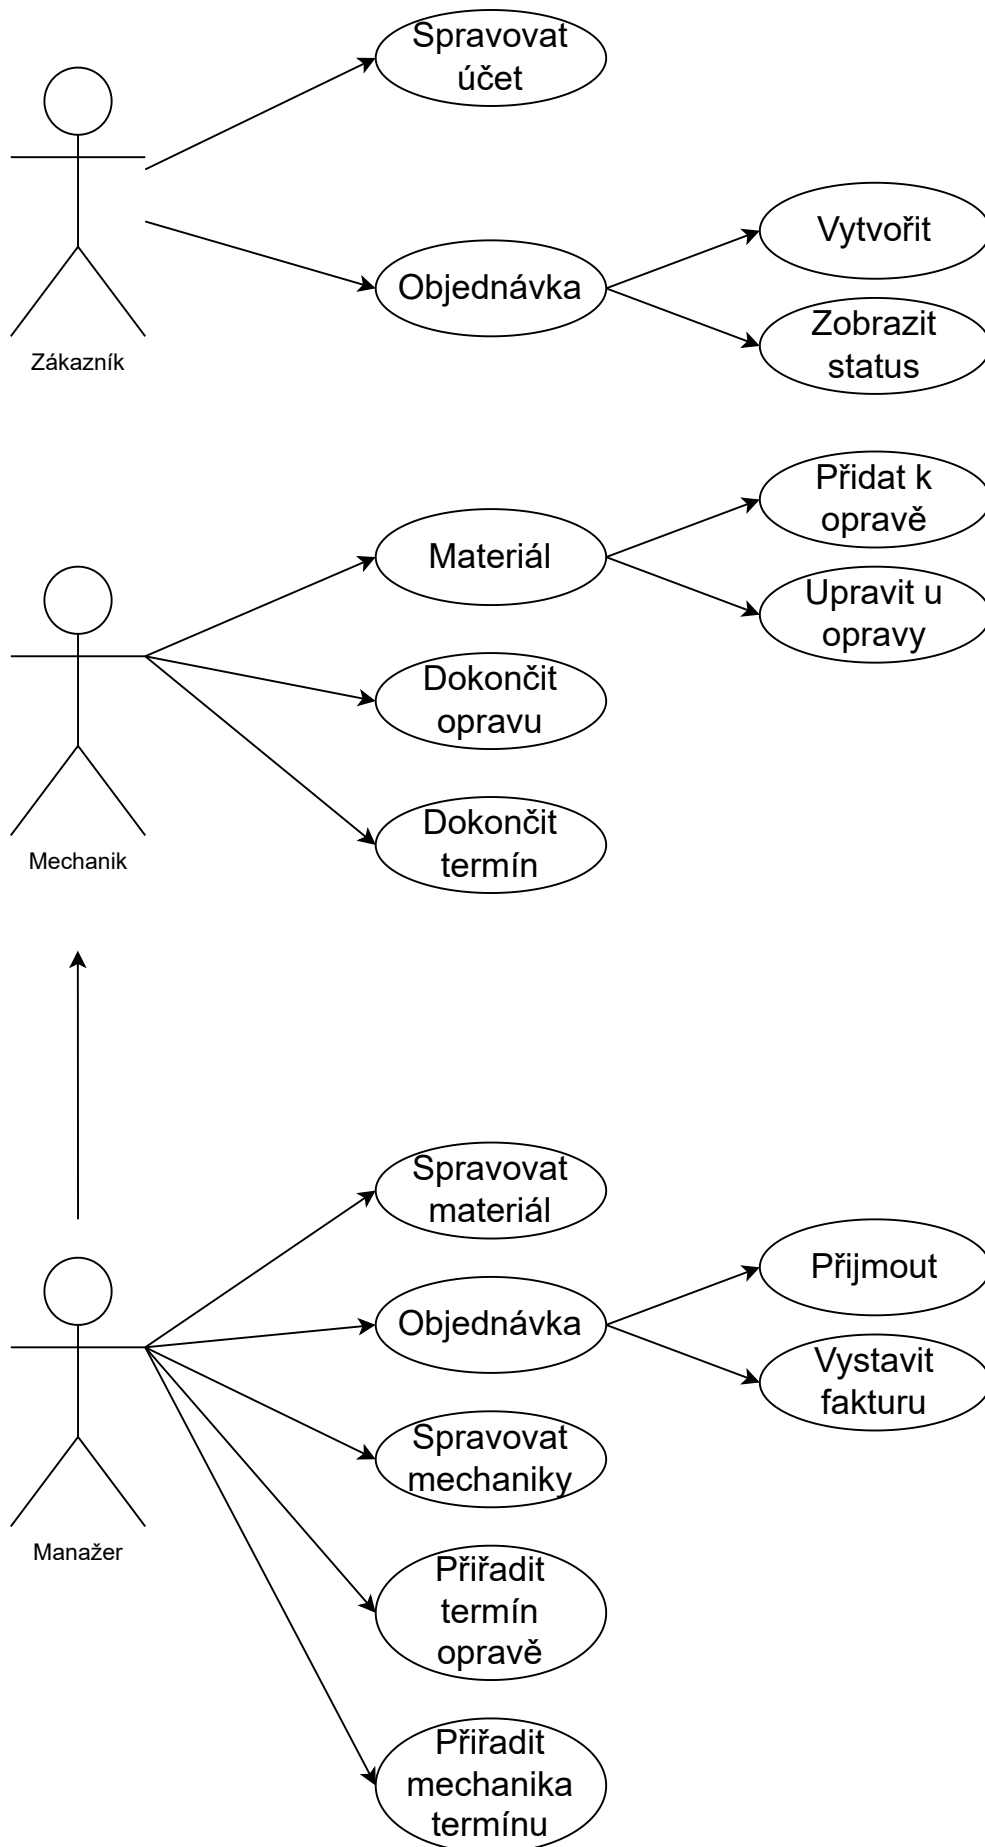 Spravovat
účet
Vytvořit
Objednávka
Zobrazit
status
Zákazník
Přidat k
opravě
Materiál
Upravit u
opravy
Dokončit
opravu
Dokončit
termín
Mechanik
Spravovat
materiál
Přijmout
Objednávka
Vystavit
fakturu
Spravovat
mechaniky
Manažer
Přiřadit
termín
opravě
Přiřadit
mechanika
termínu